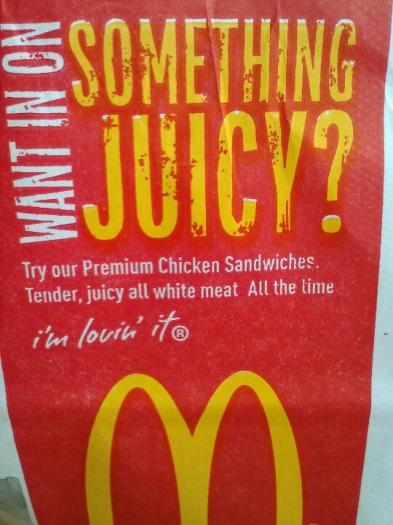 WANT IN ON
SOMETHING
JUICY?
Try our Premium Chicken Sandwiches.
Tender, juicy all white meat All the time
i'm lovin' it®